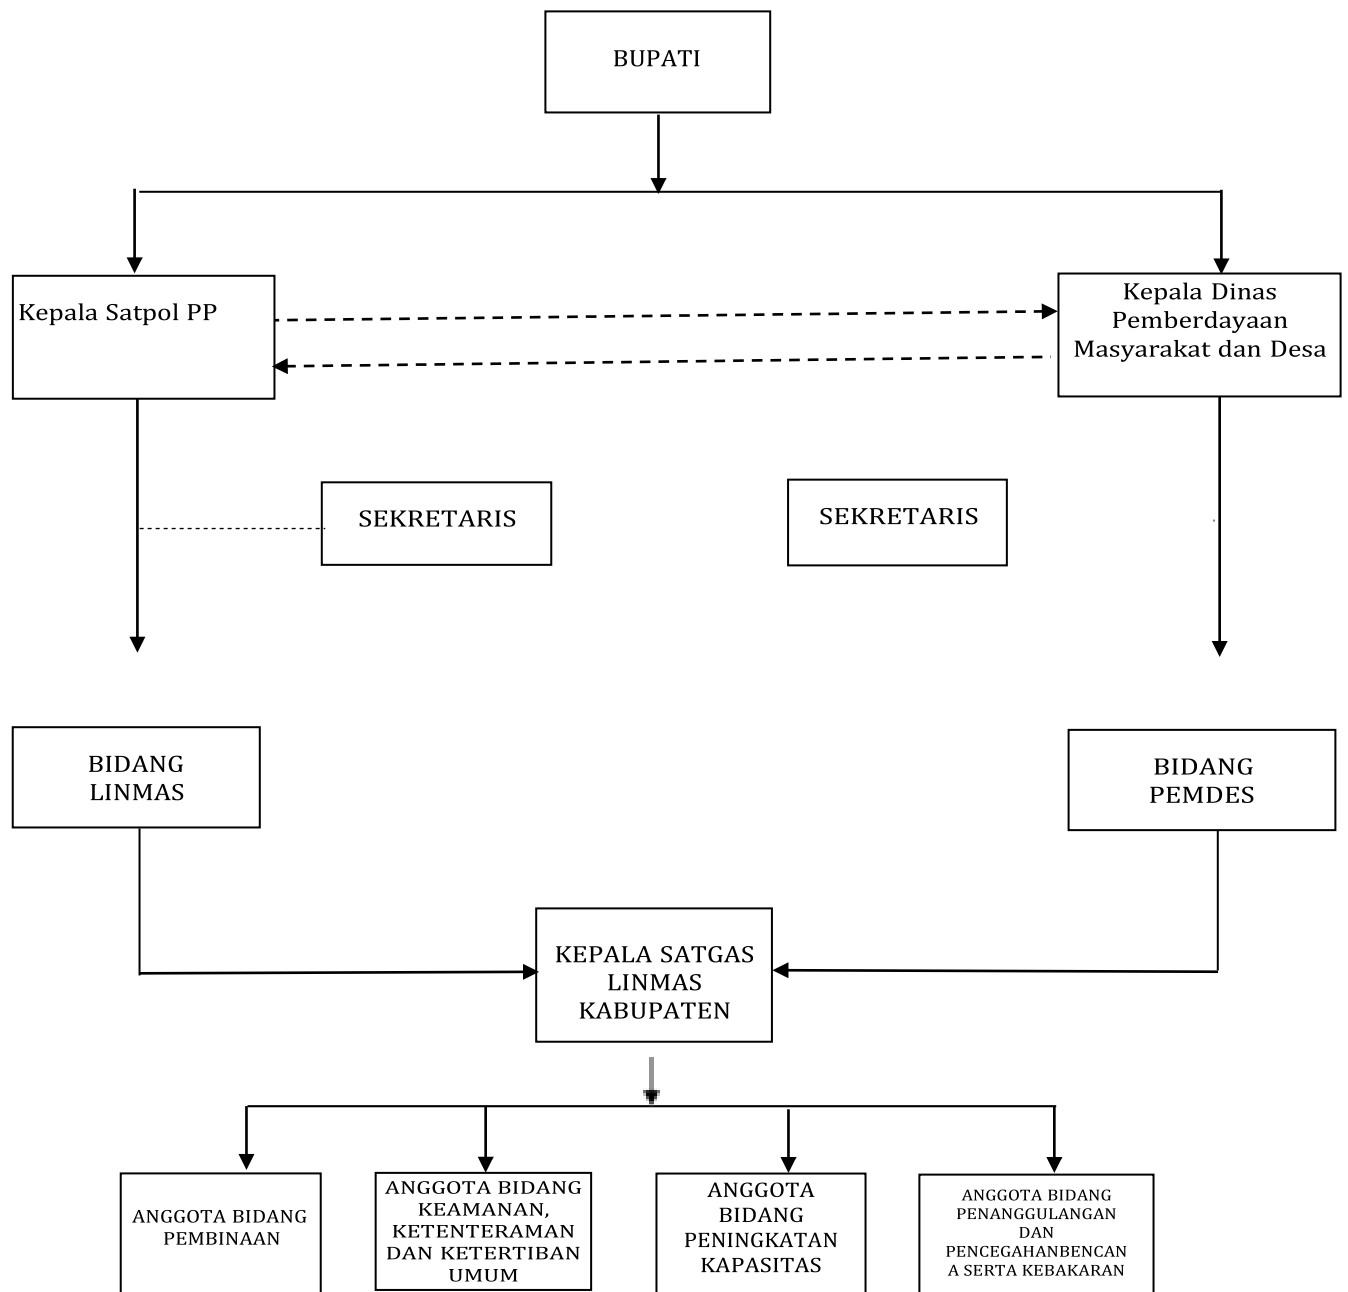 BUPATI
Kepala Satpol PP
Kepala Dinas
Pemberdayaan
Masyarakat dan Desa
SEKRETARIS
SEKRETARIS
BIDANG
LINMAS
BIDANG
PEMDES
KEPALA SATGAS
LINMAS
KABUPATEN
ANGGOTA BIDANG
PEMBINAAN
ANGGOTA BIDANG
KEAMANAN,
KETENTERAMAN
DAN KETERTIBAN
UMUM
ANGGOTA
BIDANG
PENINGKATAN
KAPASITAS
ANGGOTA BIDANG
PENANGGULANGAN
DAN
PENCEGAHANBENCAN
A SERTA KEBAKARAN